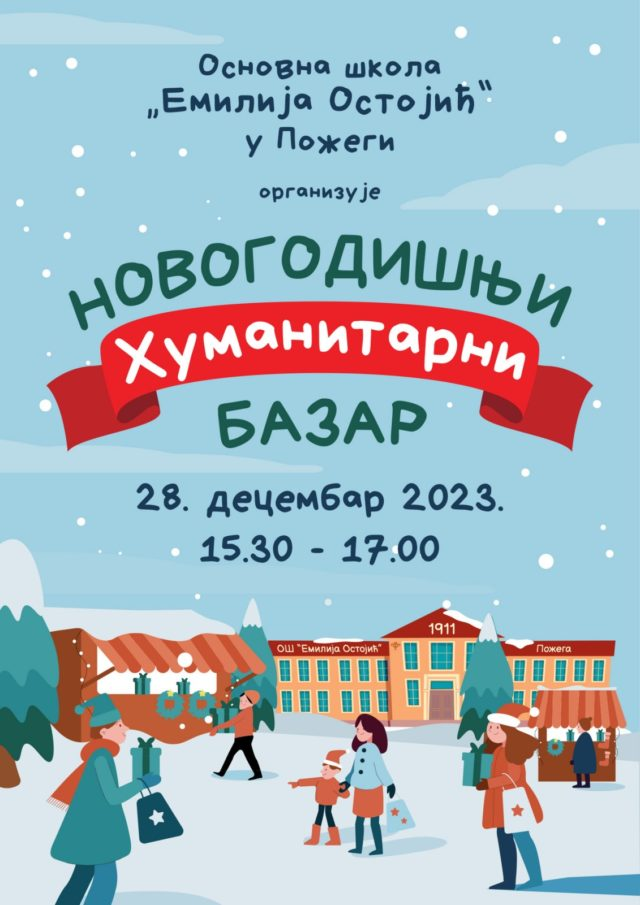 Основна школа
„Емилија Остојић“
у Пожеги
организује
НОВОГОДИШЊИ
Хуманитарни
БАЗАР
28. децембар 2023.
15.30 - 17.00
1911
ОШ "Емилија Остојић"
Пожега